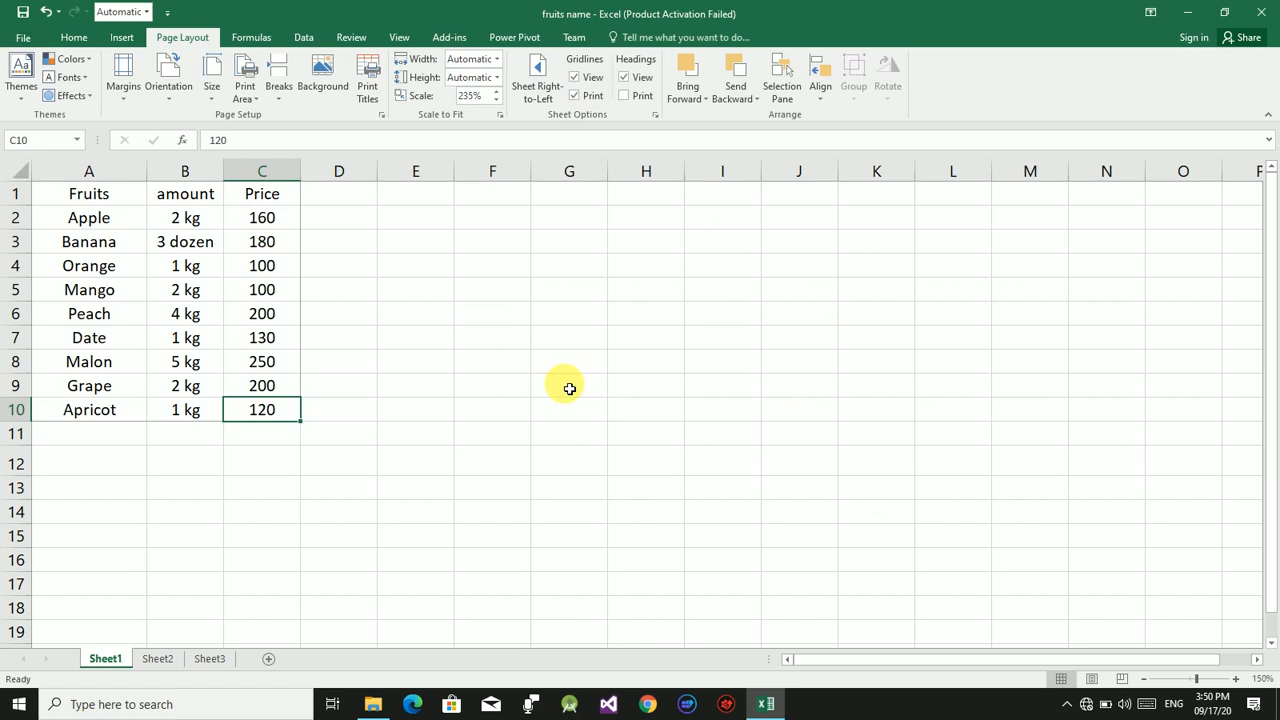 Automatic
fruits name - Excel (Product Activation Failed)
File Home Insert Page Layout Formulas Data Review View Add-ins Power Pivot Team Tell me what you want to do... Sign in Share
Colors Width: Automatic Gridlines Headings
Fonts Height: Automatic View View
Effects Scale: 235% Print Print
Themes Margins Orientation Size Print Area Breaks Background Print Titles Sheet Right-to-Left Bring Forward Send Backward Selection Pane Align Group Rotate
Themes Page Setup Scale to Fit Sheet Options Arrange
C10 fx 120
A B C D E F G H I J K L M N O P
1 Fruits amount Price
2 Apple 2 kg 160
3 Banana 3 dozen 180
4 Orange 1 kg 100
5 Mango 2 kg 100
6 Peach 4 kg 200
7 Date 1 kg 130
8 Malon 5 kg 250
9 Grape 2 kg 200
10 Apricot 1 kg 120
11
12
13
14
15
16
17
18
19
Sheet1 Sheet2 Sheet3
Ready 150%
Type here to search ENG 3:50 PM
09/17/20